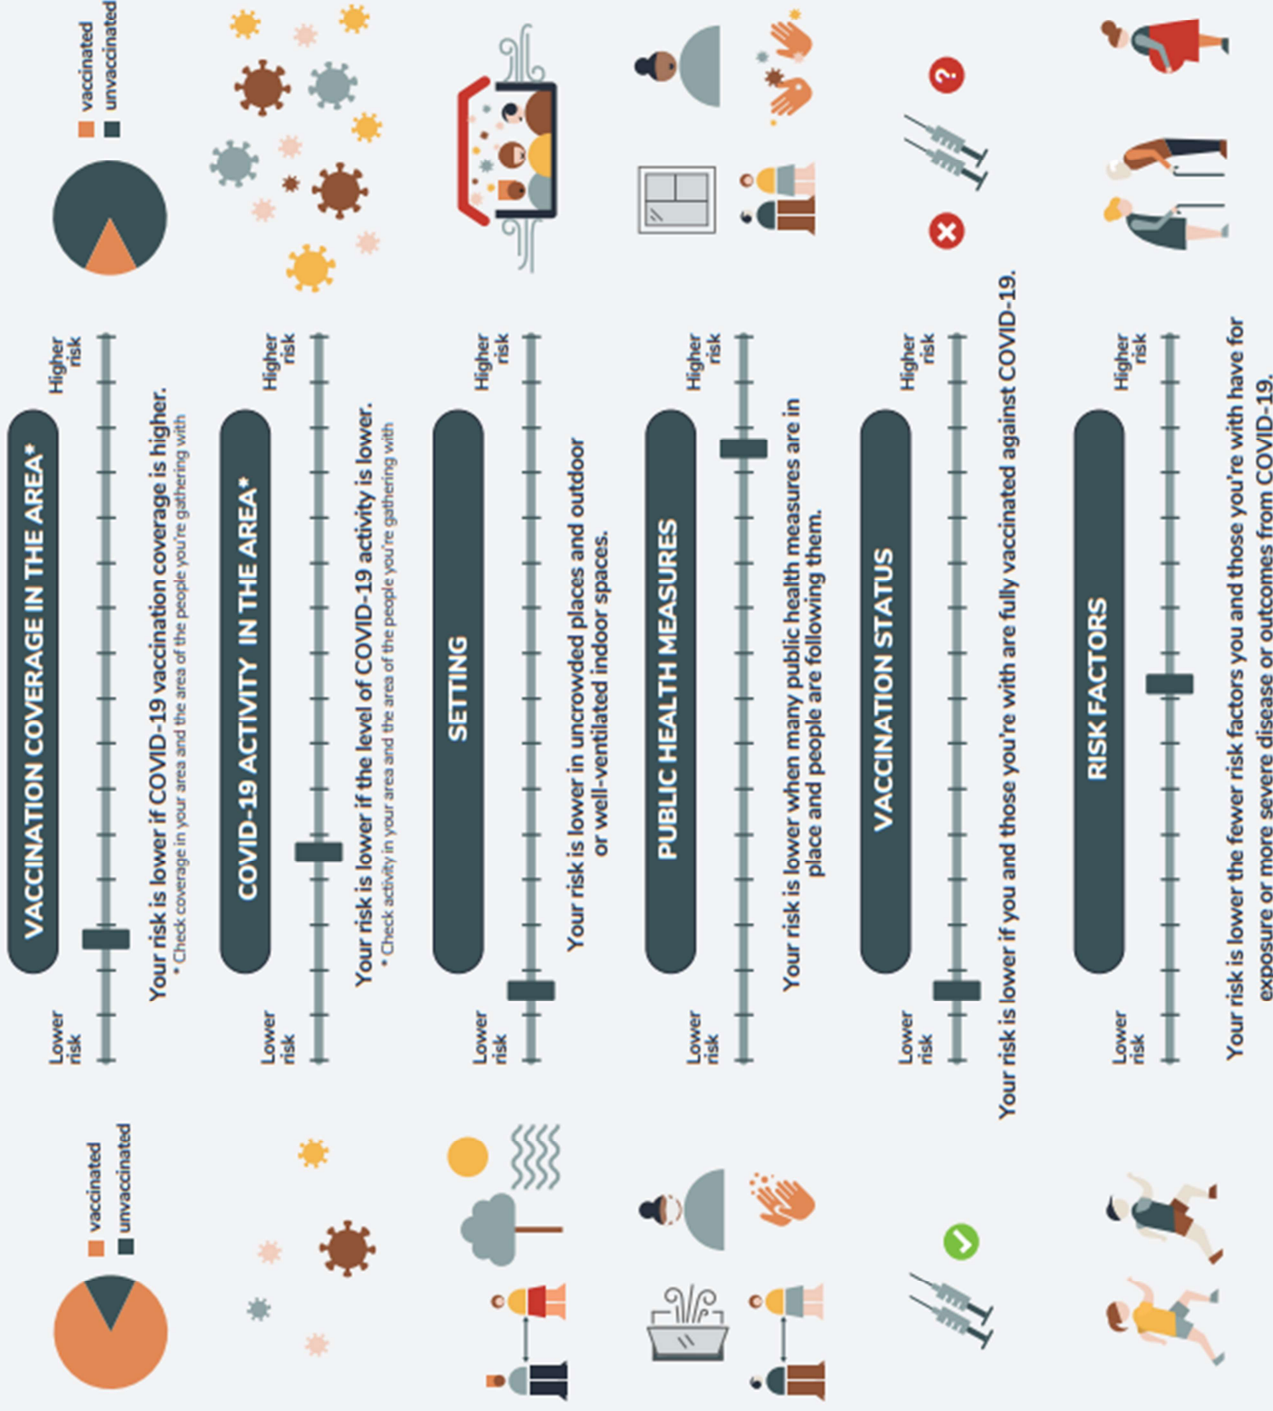 VACCINATION COVERAGE IN THE AREA*
vaccinated
unvaccinated
Lower
risk
Higher
risk
vaccinated
unvaccinated
Your risk is lower if COVID-19 vaccination coverage is higher.
* Check coverage in your area and the area of the people you're gathering with
COVID-19 ACTIVITY IN THE AREA*
Lower
risk
Higher
risk
Your risk is lower if the level of COVID-19 activity is lower.
* Check activity in your area and the area of the people you're gathering with
SETTING
Lower
risk
Higher
risk
Your risk is lower in uncrowded places and outdoor
or well-ventilated indoor spaces.
PUBLIC HEALTH MEASURES
Lower
risk
Higher
risk
Your risk is lower when many public health measures are in
place and people are following them.
VACCINATION STATUS
Lower
risk
Higher
risk
?
Your risk is lower if you and those you're with are fully vaccinated against COVID-19.
RISK FACTORS
Lower
risk
Higher
risk
Your risk is lower the fewer risk factors you and those you're with have for
exposure or more severe disease or outcomes from COVID-19.